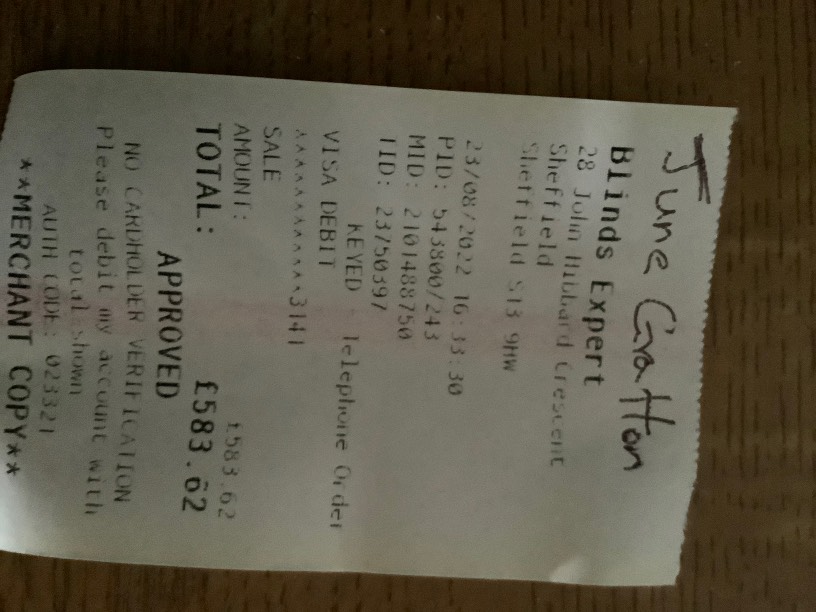 June Gratton
Blinds Expert
28 John Hibbard Crescent
Sheffield
Sheffield S13 9HW
23/08/2022 16:33:30
PID: 543800/243
MID: 2101488750
TID: 23750397
KEYED - Telephone Order
VISA DEBIT
************3141
SALE
AMOUNT: £583.62
TOTAL: £583.62
APPROVED
NO CARDHOLDER VERIFICATION
Please debit my account with
total shown
AUTH CODE: 023321
**MERCHANT COPY**